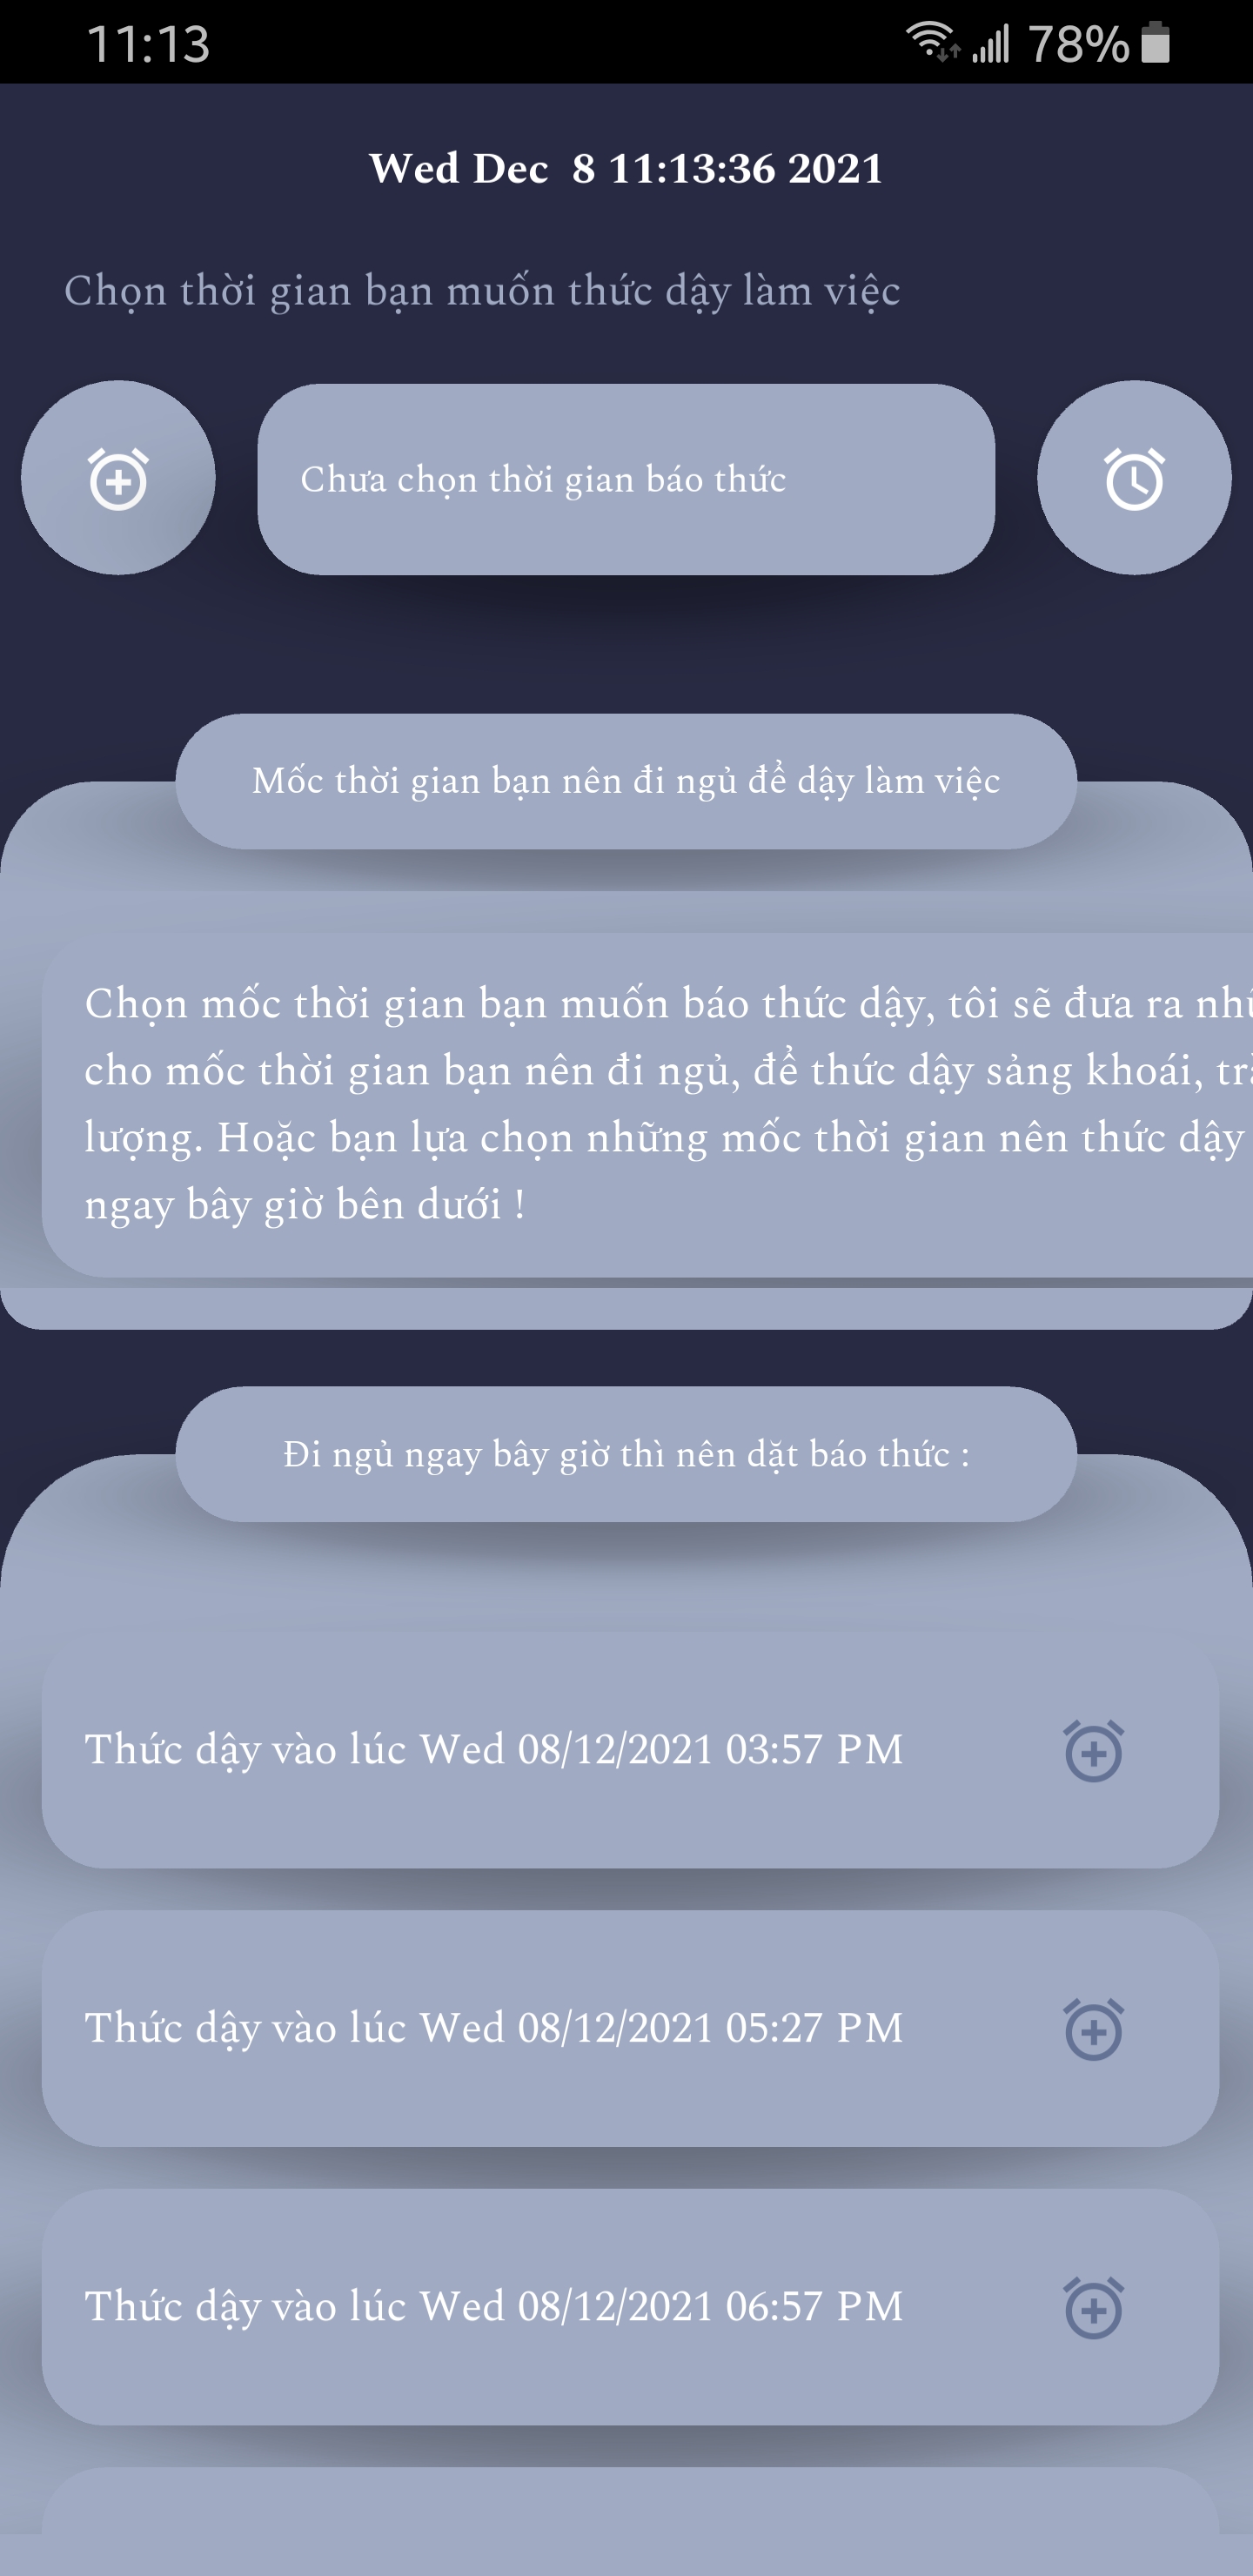 11:13
78%
Wed Dec  8 11:13:36 2021
Chọn thời gian bạn muốn thức dậy làm việc
Chưa chọn thời gian báo thức
Mốc thời gian bạn nên đi ngủ để dậy làm việc
Chọn mốc thời gian bạn muốn báo thức dậy, tôi sẽ đưa ra
cho mốc thời gian bạn nên đi ngủ, để thức dậy sảng khoái,
lượng. Hoặc bạn lựa chọn những mốc thời gian nên thức dậy
ngay bây giờ bên dưới !
Đi ngủ ngay bây giờ thì nên dặt báo thức :
Thức dậy vào lúc Wed 08/12/2021 03:57 PM
Thức dậy vào lúc Wed 08/12/2021 05:27 PM
Thức dậy vào lúc Wed 08/12/2021 06:57 PM